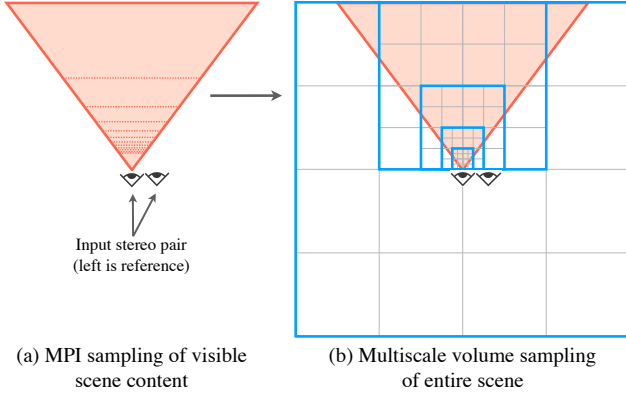 Input stereo pair
(left is reference)
(a) MPI sampling of visible
scene content
(b) Multiscale volume sampling
of entire scene